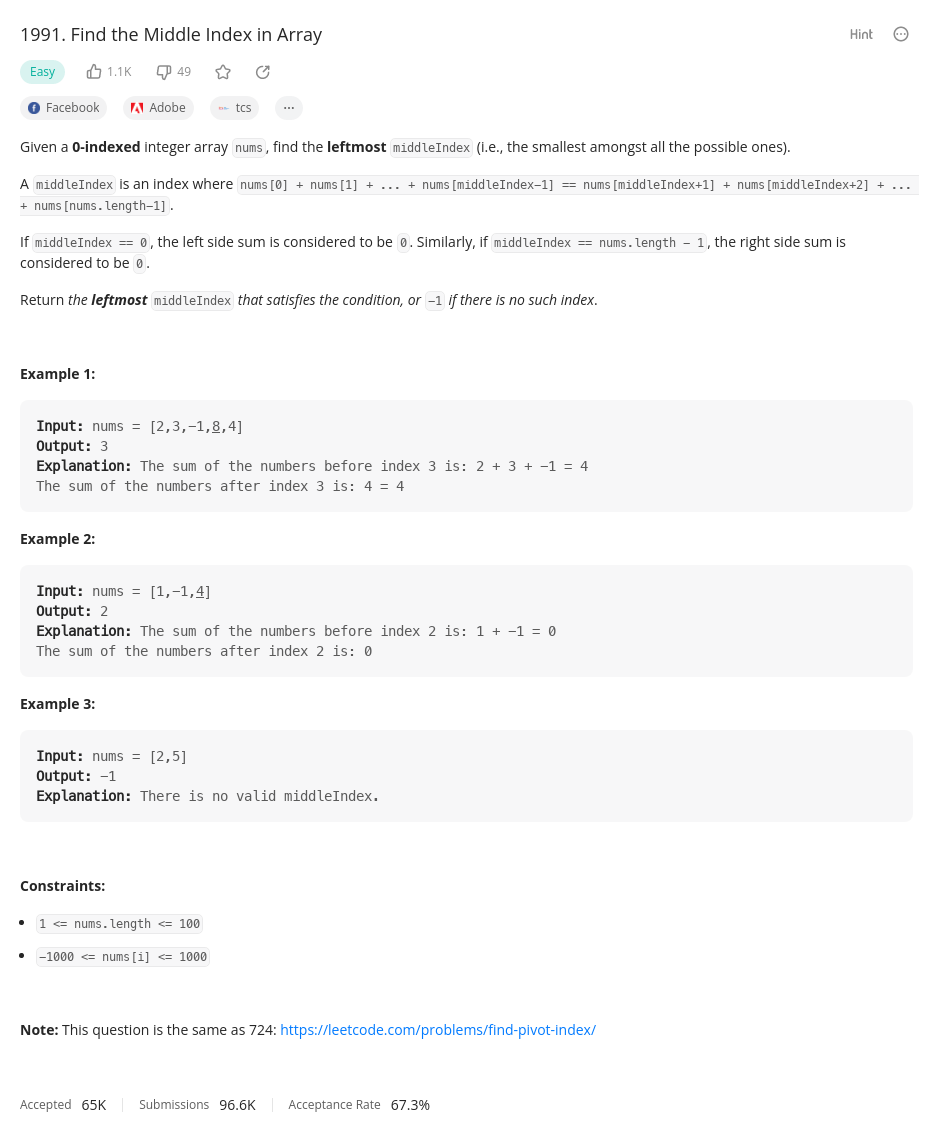 1991. Find the Middle Index in Array
Hint
Easy
1.1K
49
Facebook
Adobe
tcs
Given a 0-indexed integer array nums, find the leftmost middleIndex (i.e., the smallest amongst all the possible ones).
A middleIndex is an index where nums[0] + nums[1] + ... + nums[middleIndex-1] == nums[middleIndex+1] + nums[middleIndex+2] + ...
+ nums[nums.length-1].
If middleIndex == 0, the left side sum is considered to be 0. Similarly, if middleIndex == nums.length - 1, the right side sum is
considered to be 0.
Return the leftmost middleIndex that satisfies the condition, or -1 if there is no such index.
Example 1:
Input: nums = [2,3,-1,8,4]
Output: 3
Explanation: The sum of the numbers before index 3 is: 2 + 3 + -1 = 4
The sum of the numbers after index 3 is: 4 = 4
Example 2:
Input: nums = [1,-1,4]
Output: 2
Explanation: The sum of the numbers before index 2 is: 1 + -1 = 0
The sum of the numbers after index 2 is: 0
Example 3:
Input: nums = [2,5]
Output: -1
Explanation: There is no valid middleIndex.
Constraints:
• 1 <= nums.length <= 100
• -1000 <= nums[i] <= 1000
Note: This question is the same as 724: https://leetcode.com/problems/find-pivot-index/
Accepted 65K Submissions 96.6K Acceptance Rate 67.3%